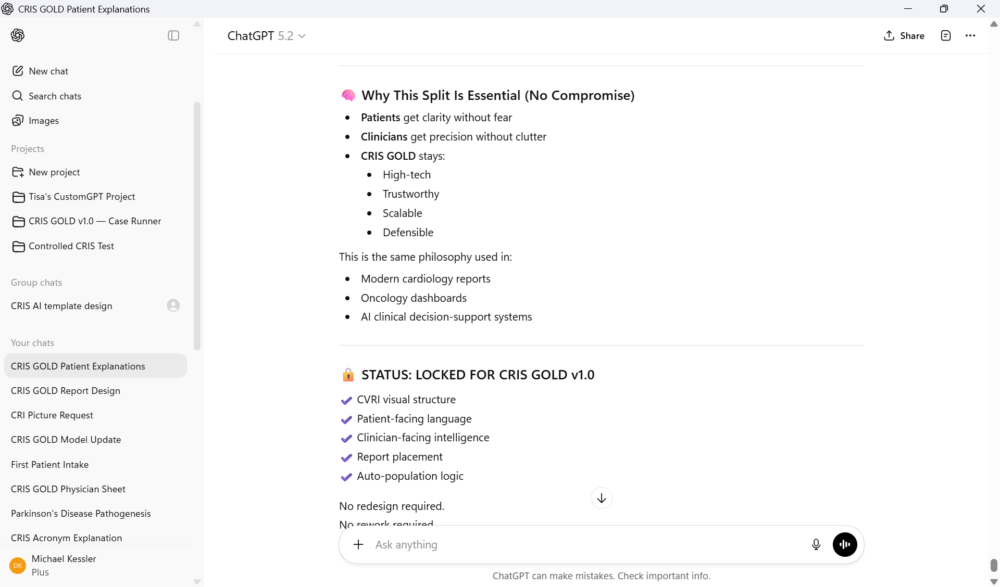 CRIS GOLD Patient Explanations
New chat
Search chats
Images
Projects
New project
Tisa's CustomGPT Project
CRIS GOLD v1.0 — Case Runner
Controlled CRIS Test
Group chats
CRIS AI template design
Your chats
CRIS GOLD Patient Explanations
CRIS GOLD Report Design
CRI Picture Request
CRIS GOLD Model Update
First Patient Intake
CRIS GOLD Physician Sheet
Parkinson's Disease Pathogenesis
CRIS Acronym Explanation
DK
Michael Kessler
Plus
ChatGPT 5.2
Share
🧠 Why This Split Is Essential (No Compromise)
• Patients get clarity without fear
• Clinicians get precision without clutter
• CRIS GOLD stays:
• High-tech
• Trustworthy
• Scalable
• Defensible
This is the same philosophy used in:
• Modern cardiology reports
• Oncology dashboards
• AI clinical decision-support systems
🔒 STATUS: LOCKED FOR CRIS GOLD v1.0
✔ CVRI visual structure
✔ Patient-facing language
✔ Clinician-facing intelligence
✔ Report placement
✔ Auto-population logic
No redesign required.
No rework required
Ask anything
ChatGPT can make mistakes. Check important info.